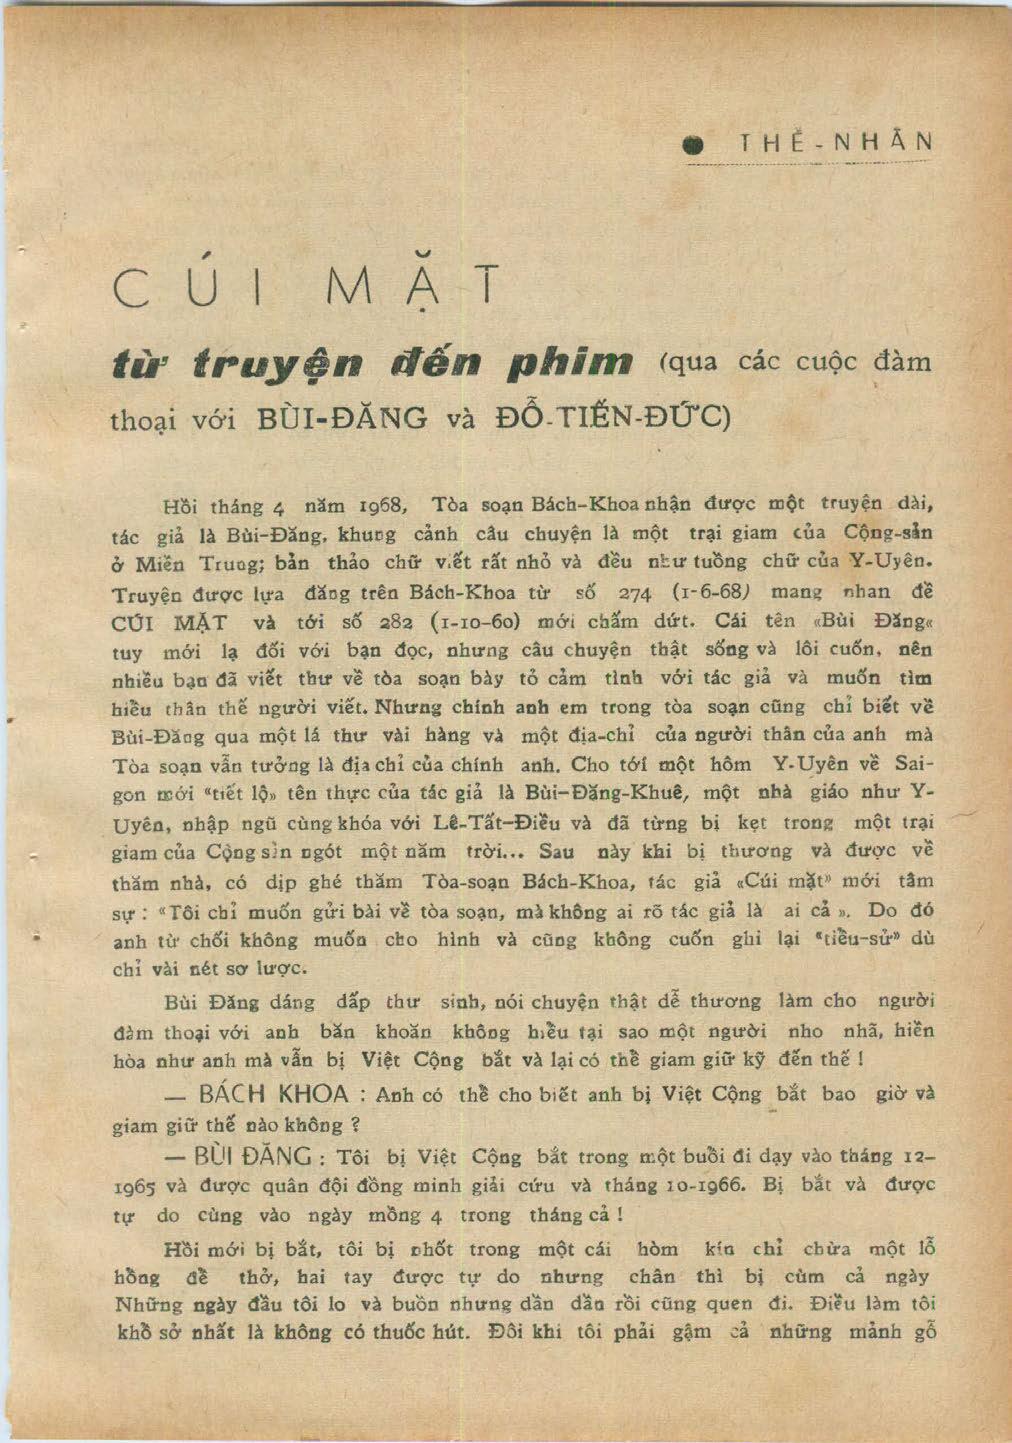 ● THẾ-NHÂN
CÚI MẶT
từ truyện đến phim (qua các cuộc đàm
thoại với BÙI-ĐĂNG và ĐỖ-TIẾN-ĐỨC)
Hồi tháng 4 năm 1968, Tòa soạn Bách-Khoa nhận được một truyện dài,
tác giả là Bùi-Đăng, khung cảnh câu chuyện là một trại giam của Cộng-sản
ở Miền Trung; bản thảo chữ viết rất nhỏ và đều như tuồng chữ của Y-Uyên.
Truyện được lựa đăng trên Bách-Khoa từ số 274 (1-6-68) mang nhan đề
CÚI MẶT và tới số 282 (1-10-60) mới chấm dứt. Cái tên «Bùi Đăng«
tuy mới lạ đối với bạn đọc, nhưng câu chuyện thật sống và lôi cuốn, nên
nhiều bạn đã viết thư về tòa soạn bày tỏ cảm tình với tác giả và muốn tìm
hiểu thân thế người viết. Nhưng chính anh em trong tòa soạn cũng chỉ biết về
Bùi-Đăng qua một lá thư vài hàng và một địa-chỉ của người thân của anh mà
Tòa soạn vẫn tưởng là địa chỉ của chính anh. Cho tới một hôm Y-Uyên về Sai-
gon mới “tiết lộ» tên thực của tác giả là Bùi-Đặng-Khuê, một nhà giáo như Y-
Uyên, nhập ngũ cùng khóa với Lê-Tất-Điều và đã từng bị kẹt trong một trại
giam của Cộng sản ngót một năm trời... Sau này khi bị thương và được về
thăm nhà, có dịp ghé thăm Tòa-soạn Bách-Khoa, tác giả «Cúi mặt» mới tâm
sự : “Tôi chỉ muốn gửi bài về tòa soạn, mà không ai rõ tác giả là ai cả ». Do đó
anh từ chối không muốn cho hình và cũng không cuốn ghi lại “tiểu-sử” dù
chỉ vài nét sơ lược.
Bùi Đăng dáng dấp thư sinh, nói chuyện thật dễ thương làm cho người
đàm thoại với anh băn khoăn không hiểu tại sao một người nho nhã, hiền
hòa như anh mà vẫn bị Việt Cộng bắt và lại có thể giam giữ kỹ đến thế !
— BÁCH KHOA : Anh có thể cho biết anh bị Việt Cộng bắt bao giờ và
giam giữ thế nào không ?
— BÙI ĐĂNG : Tôi bị Việt Cộng bắt trong một buổi đi dạy vào tháng 12-
1965 và được quân đội đồng minh giải cứu và tháng 10-1966. Bị bắt và được
tự do cùng vào ngày mồng 4 trong tháng cả !
Hồi mới bị bắt, tôi bị nhốt trong một cái hòm kín chỉ chừa một lỗ
hồng để thở, hai tay được tự do nhưng chân thì bị cùm cả ngày
Những ngày đầu tôi lo và buồn nhưng dần dần rồi cũng quen đi. Điều làm tôi
khổ sở nhất là không có thuốc hút. Đôi khi tôi phải gậm cả những mảnh gỗ